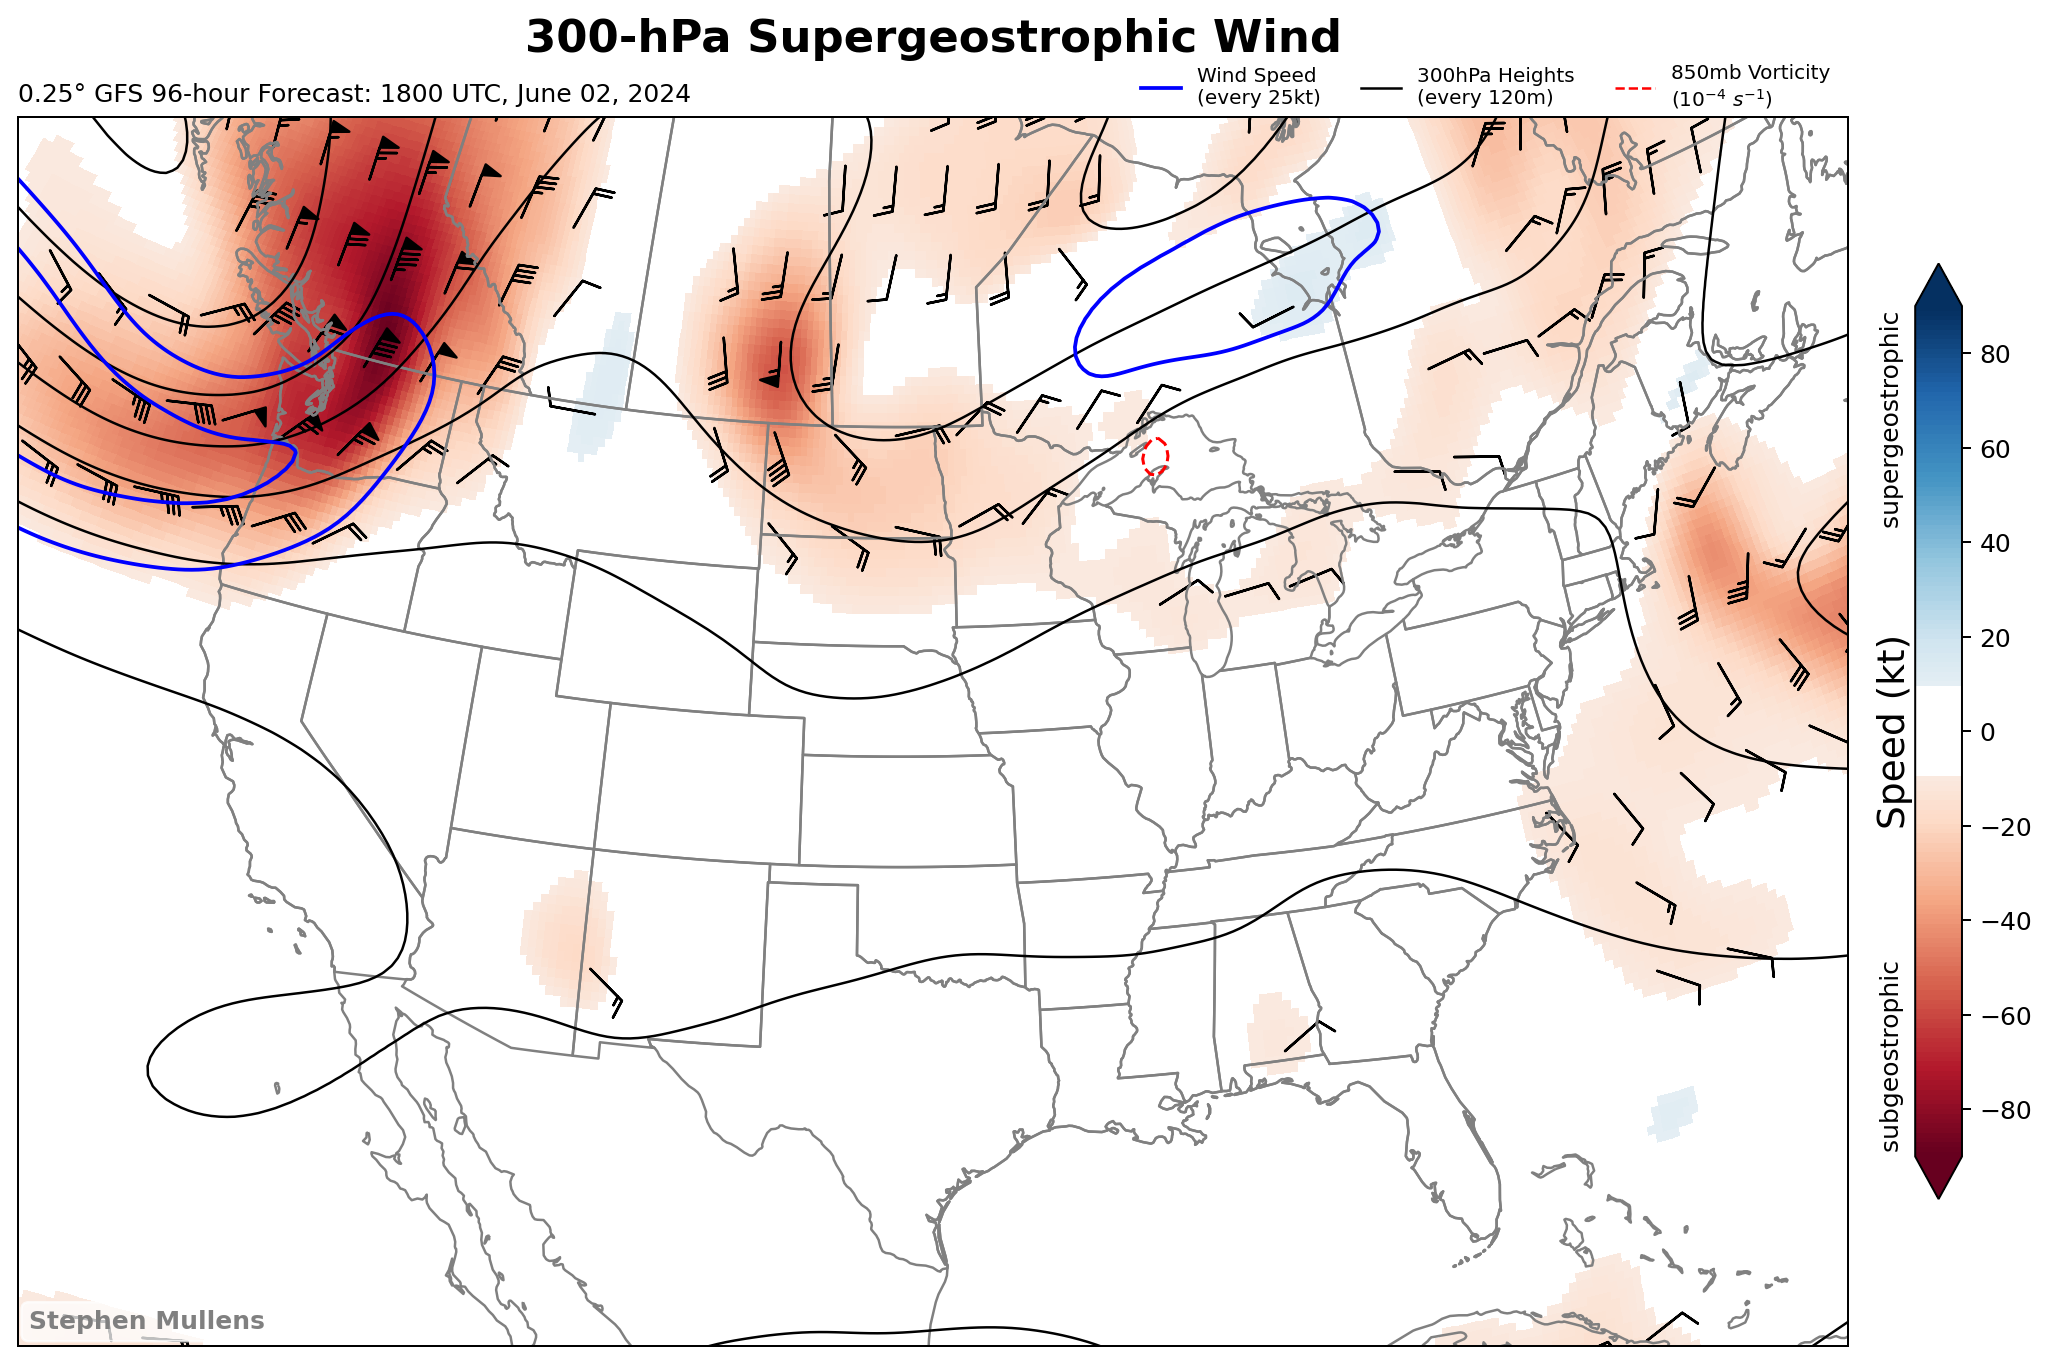 300-hPa Supergeostrophic Wind
0.25° GFS 96-hour Forecast: 1800 UTC, June 02, 2024
Wind Speed
(every 25kt)
300hPa Heights
(every 120m)
850mb Vorticity
(10⁻⁴ s⁻¹)
supergeostrophic
Speed (kt)
subgeostrophic
80
60
40
20
0
−20
−40
−60
−80
Stephen Mullens